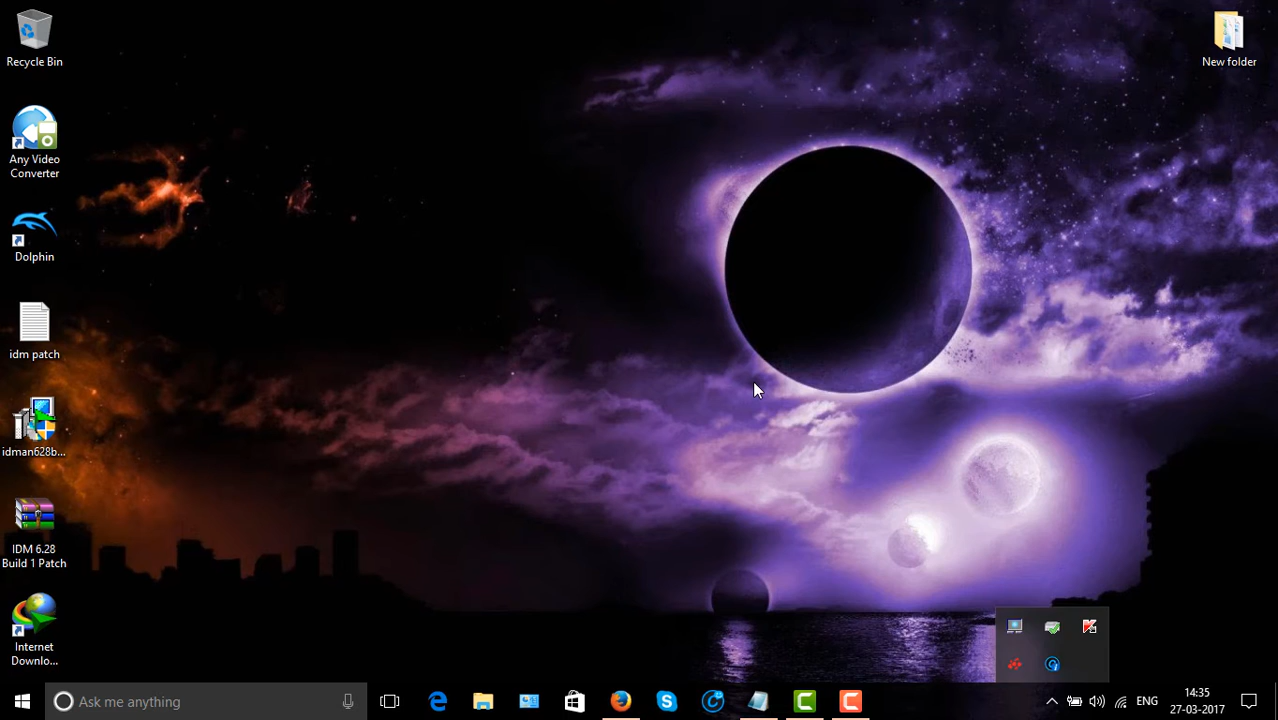 Recycle Bin
New folder
Any Video
Converter
Dolphin
idm patch
idman628b...
IDM 6.28
Build 1 Patch
Internet
Downlo...
Ask me anything
ENG
14:35
27-03-2017